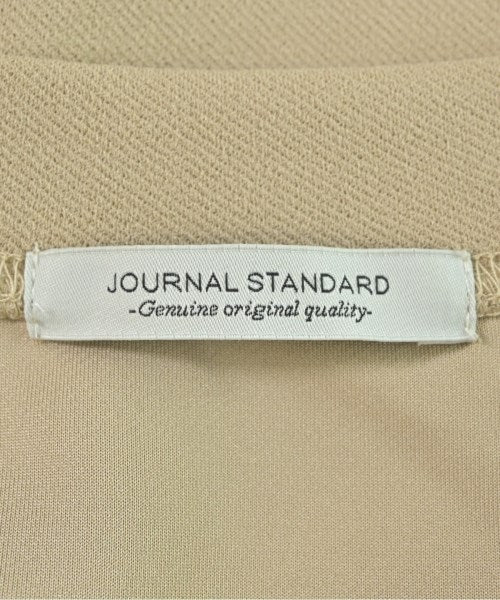 JOURNAL STANDARD
-Genuine original quality-